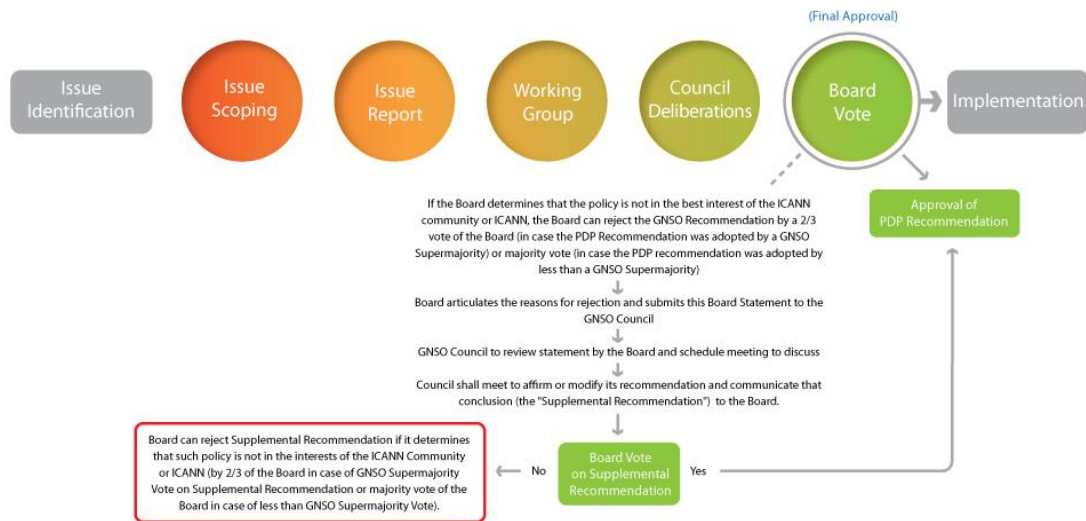 (Final Approval)
Issue
Identification
Issue
Scoping
Issue
Report
Working
Group
Council
Deliberations
Board
Vote
Implementation
If the Board determines that the policy is not in the best interest of the ICANN
community or ICANN, the Board can reject the GNSO Recommendation by a 2/3
vote of the Board (in case the PDP Recommendation was adopted by a GNSO
Supermajority) or majority vote (in case the PDP recommendation was adopted by
less than a GNSO Supermajority)
Approval of
PDP Recommendation
Board articulates the reasons for rejection and submits this Board Statement to the
GNSO Council
GNSO Council to review statement by the Board and schedule meeting to discuss
Council shall meet to affirm or modify its recommendation and communicate that
conclusion (the "Supplemental Recommendation") to the Board.
Board can reject Supplemental Recommendation if it determines
that such policy is not in the interests of the ICANN Community
or ICANN (by 2/3 of the Board in case of GNSO Supermajority
Vote on Supplemental Recommendation or majority vote of the
Board in case of less than GNSO Supermajority Vote).
No
Board Vote
on Supplemental
Recommendation
Yes